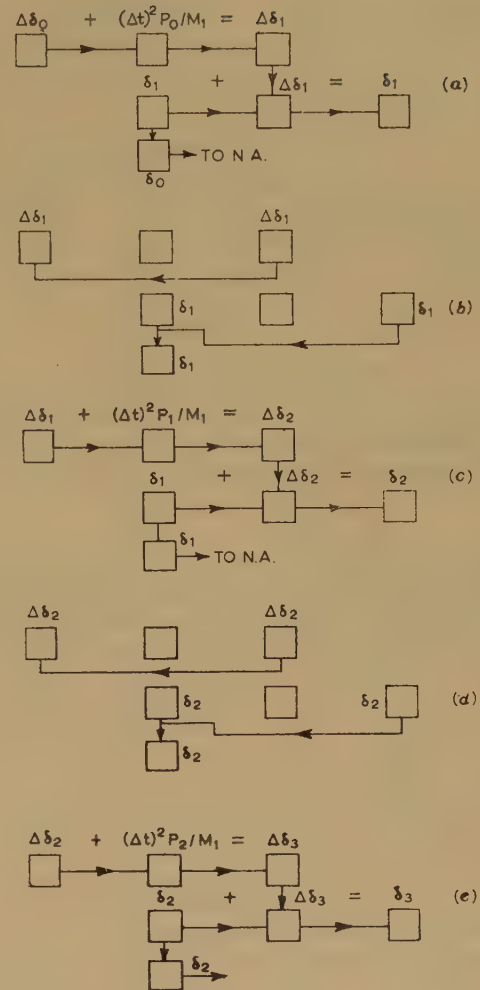 Δδ₀ + (Δt)²P₀/M₁ = Δδ₁
δ₁ + Δδ₁ = δ₁ (a)
δ₀ TO N.A.
Δδ₁ Δδ₁
δ₁ δ₁ (b)
δ₁
Δδ₁ + (Δt)²P₁/M₁ = Δδ₂
δ₁ + Δδ₂ = δ₂ (c)
δ₁ TO N.A.
Δδ₂ Δδ₂
δ₂ δ₂ (d)
δ₂
Δδ₂ + (Δt)²P₂/M₁ = Δδ₃
δ₂ + Δδ₃ = δ₃ (e)
δ₂